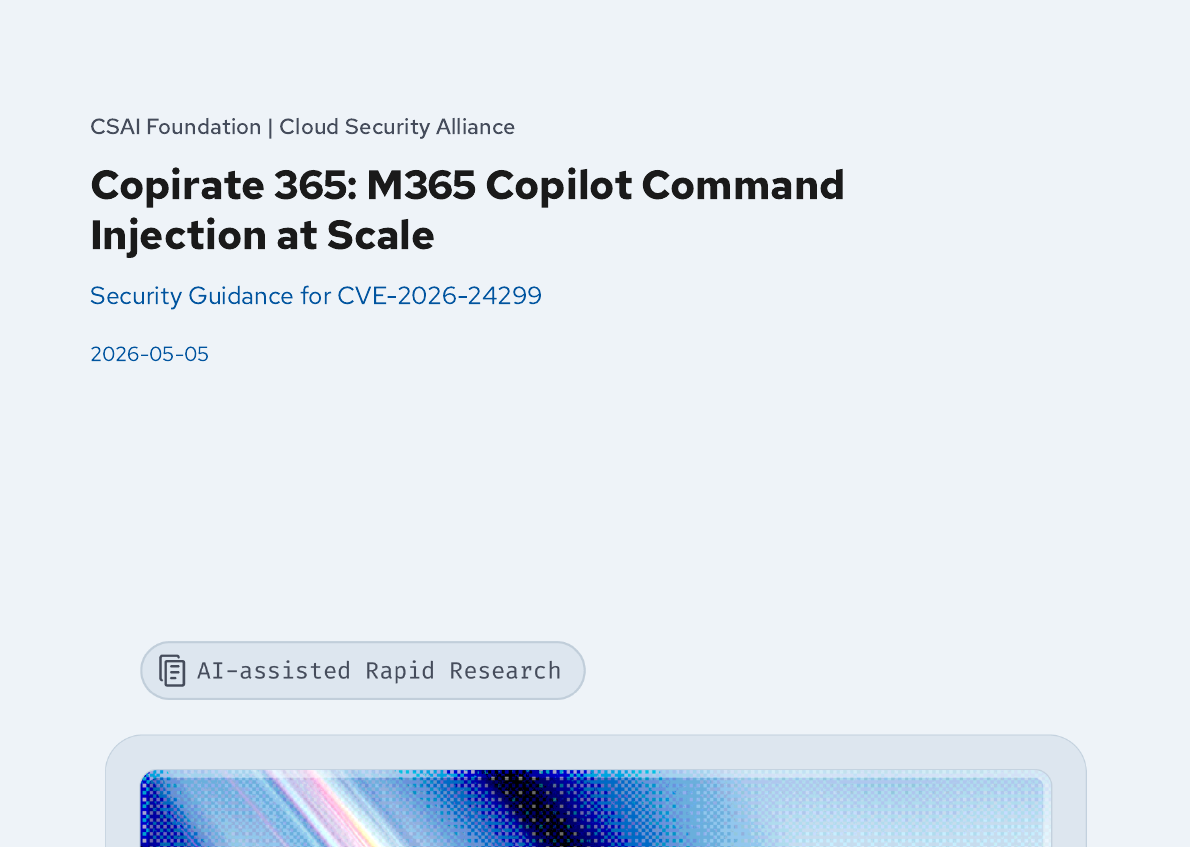 CSAI Foundation | Cloud Security Alliance
Copirate 365: M365 Copilot Command
Injection at Scale
Security Guidance for CVE-2026-24299
2026-05-05
AI-assisted Rapid Research